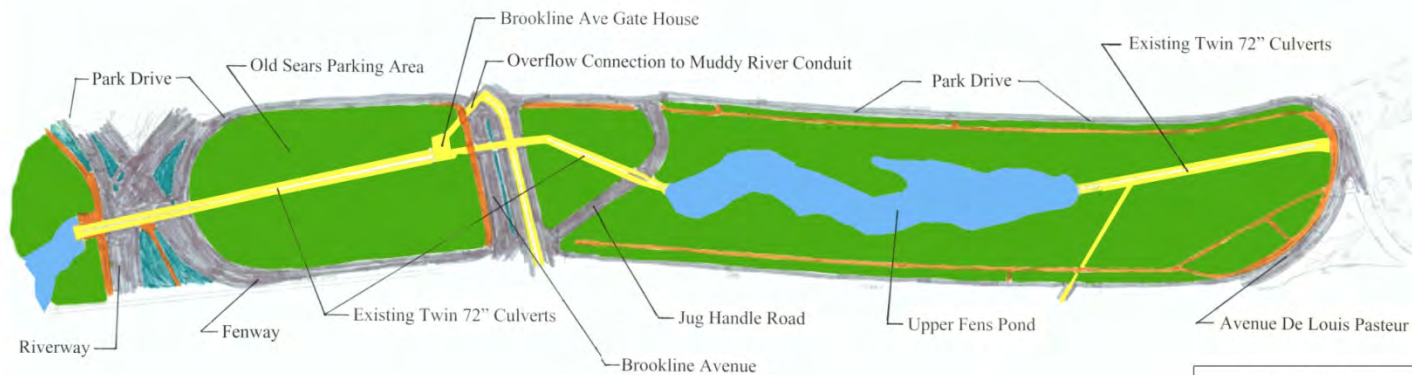 Brookline Ave Gate House
Existing Twin 72” Culverts
Old Sears Parking Area
Overflow Connection to Muddy River Conduit
Park Drive
Park Drive
Riverway
Fenway
Existing Twin 72” Culverts
Brookline Avenue
Jug Handle Road
Upper Fens Pond
Avenue De Louis Pasteur